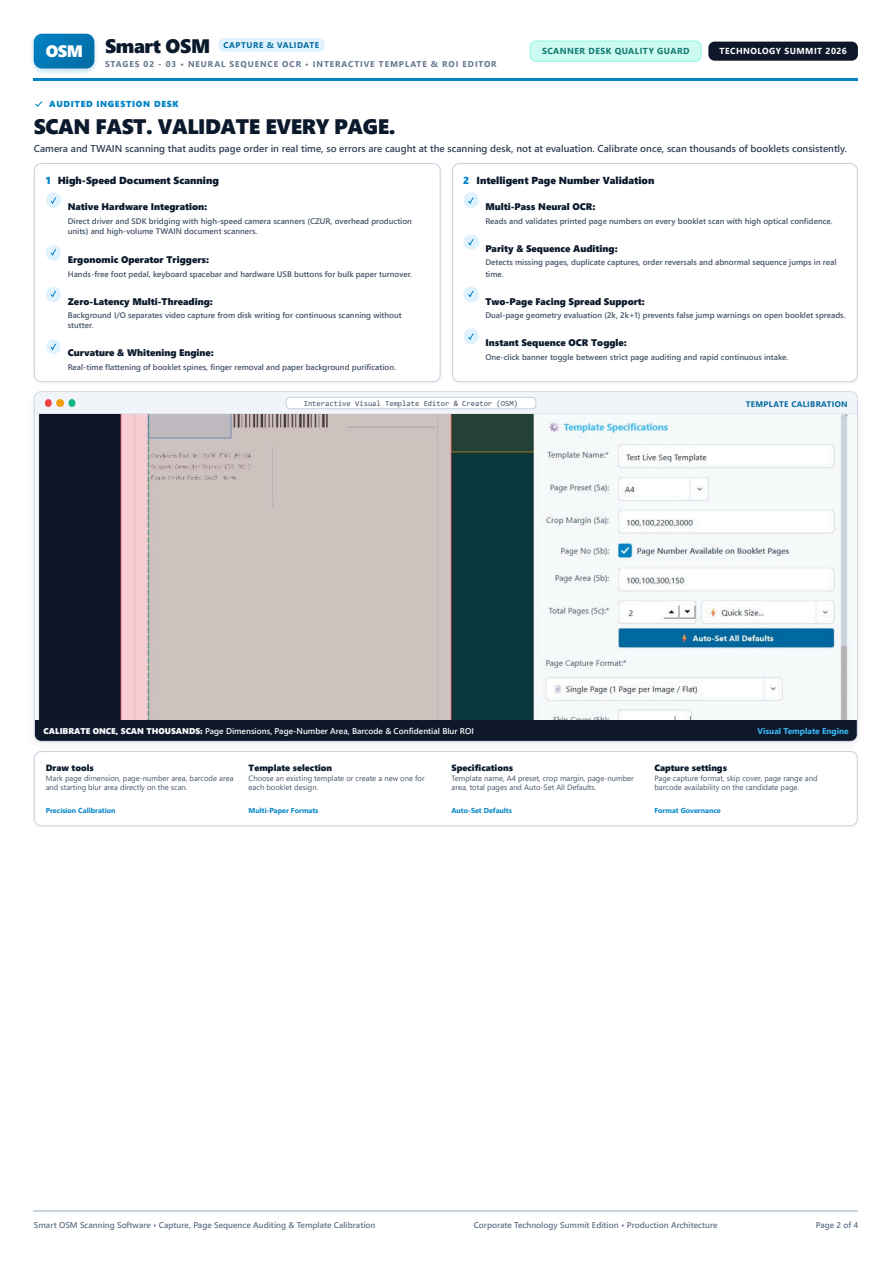 OSM
Smart OSM CAPTURE & VALIDATE
STAGES 02 - 03 • NEURAL SEQUENCE OCR • INTERACTIVE TEMPLATE & ROI EDITOR
SCANNER DESK QUALITY GUARD
TECHNOLOGY SUMMIT 2026
✓ AUDITED INGESTION DESK
SCAN FAST. VALIDATE EVERY PAGE.
Camera and TWAIN scanning that audits page order in real time, so errors are caught at the scanning desk, not at evaluation. Calibrate once, scan thousands of booklets consistently.
1 High-Speed Document Scanning
✓ Native Hardware Integration:
Direct driver and SDK bridging with high-speed camera scanners (CZUR, overhead production
units) and high-volume TWAIN document scanners.
✓ Ergonomic Operator Triggers:
Hands-free foot pedal, keyboard spacebar and hardware USB buttons for bulk paper turnover.
✓ Zero-Latency Multi-Threading:
Background I/O separates video capture from disk writing for continuous scanning without
stutter.
✓ Curvature & Whitening Engine:
Real-time flattening of booklet spines, finger removal and paper background purification.
2 Intelligent Page Number Validation
✓ Multi-Pass Neural OCR:
Reads and validates printed page numbers on every booklet scan with high optical confidence.
✓ Parity & Sequence Auditing:
Detects missing pages, duplicate captures, order reversals and abnormal sequence jumps in real
time.
✓ Two-Page Facing Spread Support:
Dual-page geometry evaluation (2k, 2k+1) prevents false jump warnings on open booklet spreads.
✓ Instant Sequence OCR Toggle:
One-click banner toggle between strict page auditing and rapid continuous intake.
Interactive Visual Template Editor & Creator (OSM)
TEMPLATE CALIBRATION
Template Specifications
Template Name:* Test Live Seq Template
Page Preset (5a): A4
Crop Margin (5a): 100,100,2200,3000
Page No (5b): Page Number Available on Booklet Pages
Page Area (5b): 100,100,300,150
Total Pages (5c):* 2 Quick Size...
Auto-Set All Defaults
Page Capture Format:*
Single Page (1 Page per Image / Flat)
Skip Cover (5b):
CALIBRATE ONCE, SCAN THOUSANDS: Page Dimensions, Page-Number Area, Barcode & Confidential Blur ROI
Visual Template Engine
Draw tools
Mark page dimension, page-number area, barcode area
and starting blur area directly on the scan.
Precision Calibration
Template selection
Choose an existing template or create a new one for
each booklet design.
Multi-Paper Formats
Specifications
Template name, A4 preset, crop margin, page-number
area, total pages and Auto-Set All Defaults.
Auto-Set Defaults
Capture settings
Page capture format, skip cover, page range and
barcode availability on the candidate page.
Format Governance
Smart OSM Scanning Software • Capture, Page Sequence Auditing & Template Calibration
Corporate Technology Summit Edition • Production Architecture
Page 2 of 4